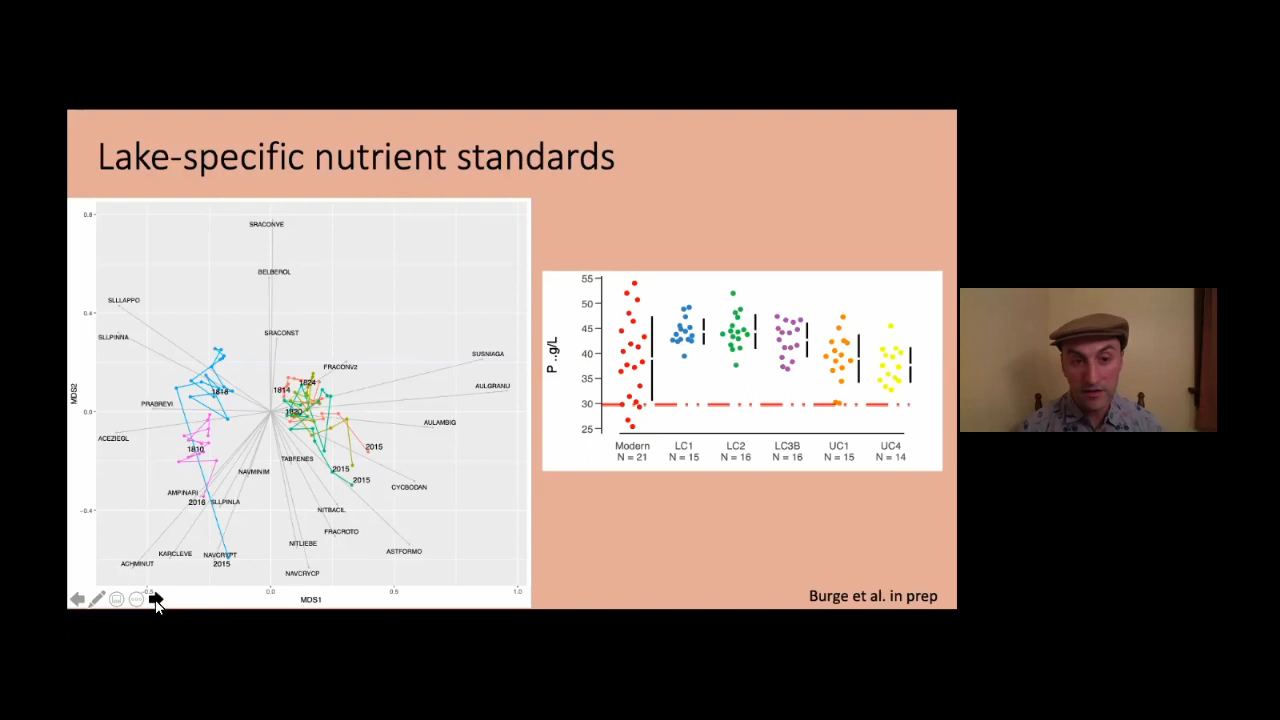 Lake-specific nutrient standards
0.8
SRACONVE
BELBEROL
SLLLAPPO
0.4
SLLPINNA
SRACONST
SUSNIAGA
FRACONV2
AULGRANU
1814
1824
1818
PRABREVI
0.0
1820
AULAMBIG
ACEZIEGL
2015
1810
TABFENES
2015
NAVMINIM
2015
CYCBODAN
AMPINARI
2016
SLLPINLA
-0.4
NITBACIL
FRACROTO
NITLIEBE
ASTFORMO
KARCLEVE
NAVCRYPT
ACHMINUT
2015
NAVCRYCP
-0.5
0.0
0.5
1.0
MDS1
MDS2
55
50
45
40
35
30
25
P ..g/L
Modern LC1 LC2 LC3B UC1 UC4
N = 21 N = 15 N = 16 N = 16 N = 15 N = 14
Burge et al. in prep